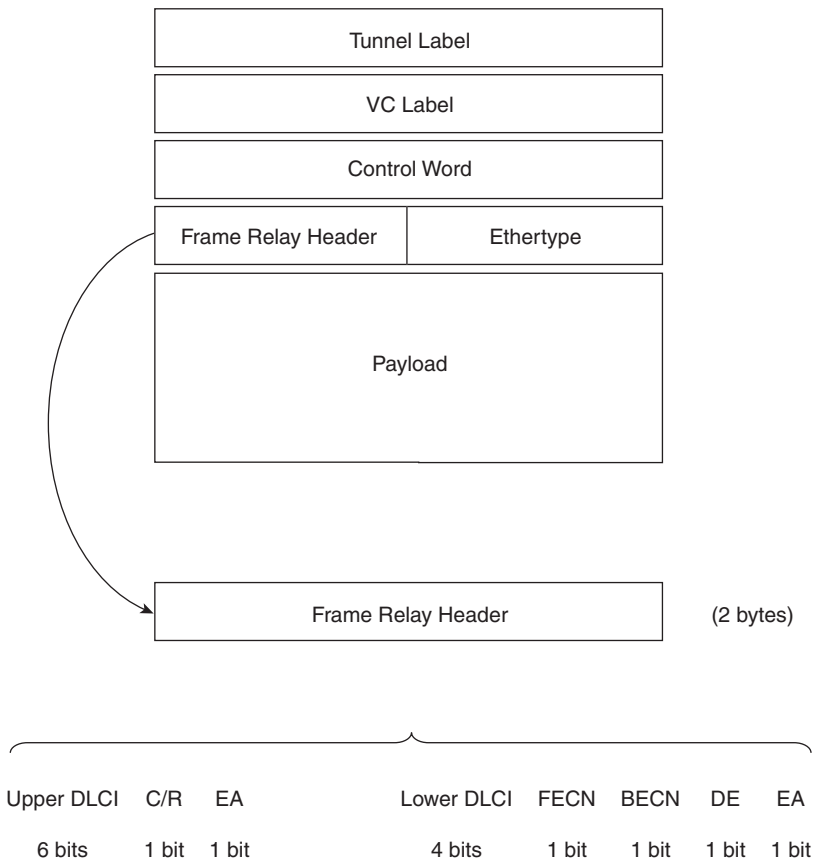 Tunnel Label
VC Label
Control Word
Frame Relay Header Ethertype
Payload
Frame Relay Header (2 bytes)
Upper DLCI C/R EA Lower DLCI FECN BECN DE EA
6 bits 1 bit 1 bit 4 bits 1 bit 1 bit 1 bit 1 bit